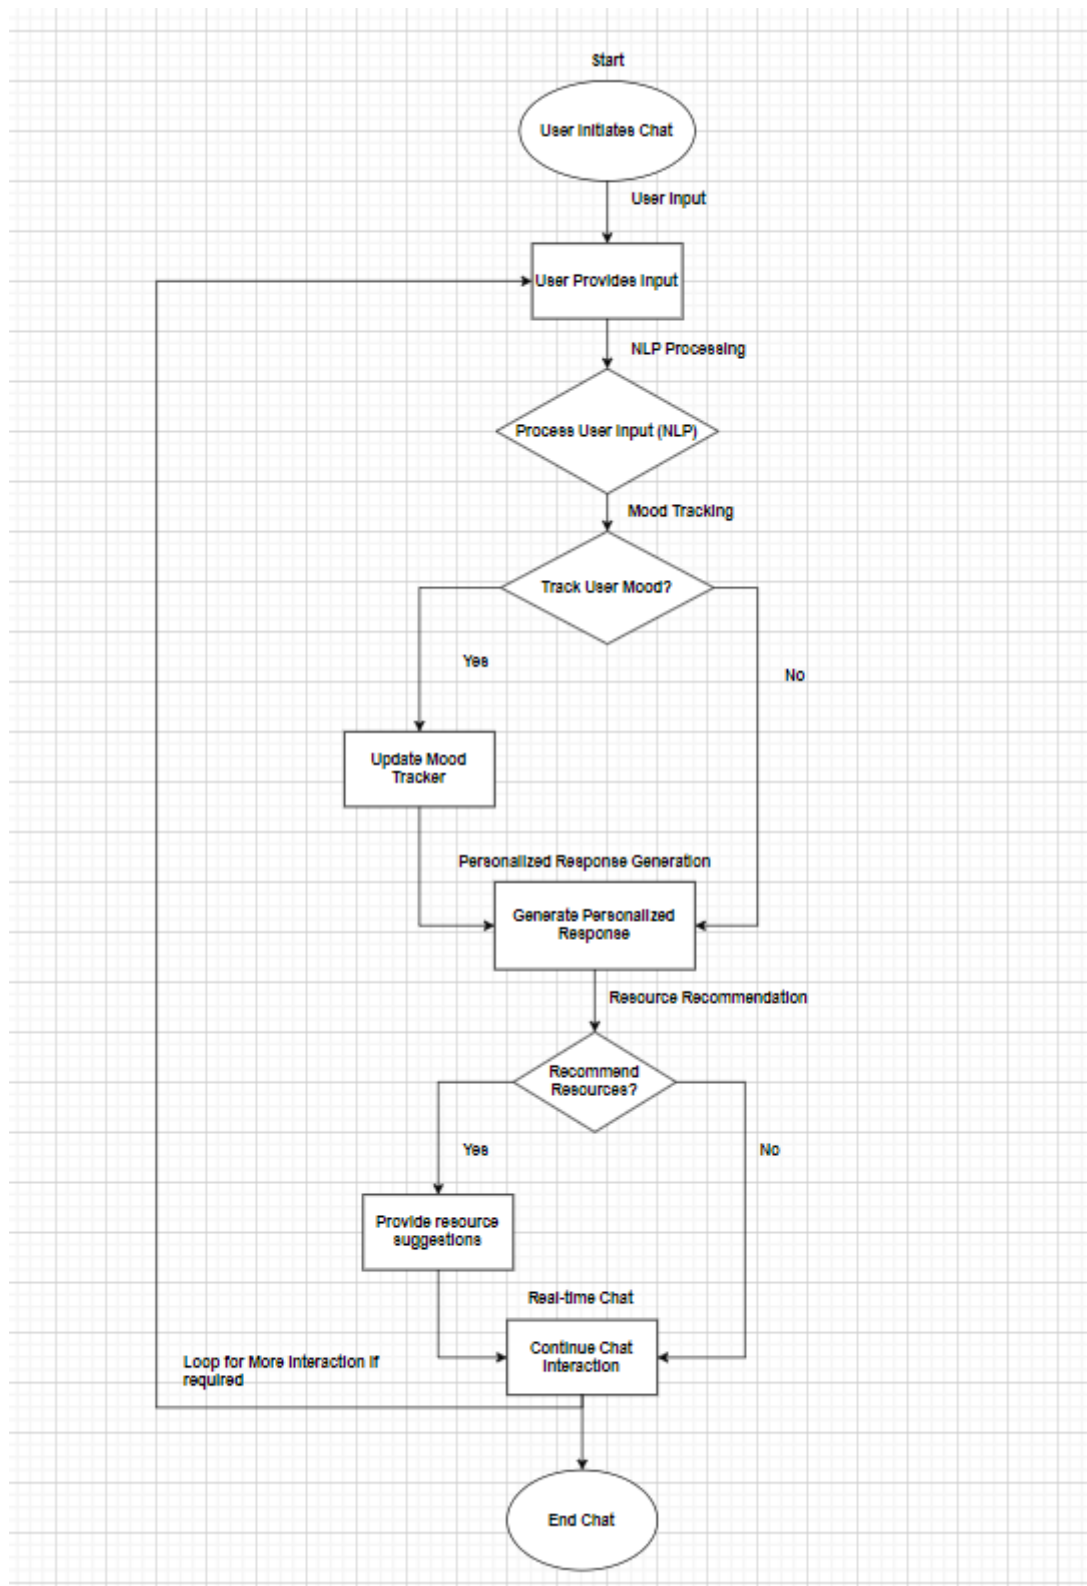 Start
User Initiates Chat
User Input
User Provides Input
NLP Processing
Process User Input (NLP)
Mood Tracking
Track User Mood?
Yes
No
Update Mood
Tracker
Personalized Response Generation
Generate Personalized
Response
Resource Recommendation
Recommend
Resources?
Yes
No
Provide resource
suggestions
Real-time Chat
Continue Chat
Interaction
Loop for More Interaction if
required
End Chat